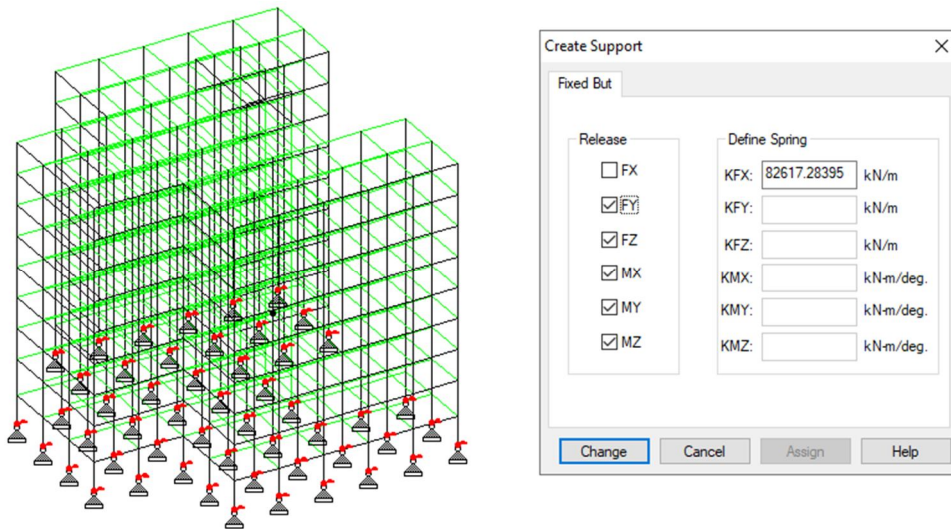 Create Support
Fixed But
Release
FX
FY
FZ
MX
MY
MZ
Define Spring
KFX: 82617.28395 kN/m
KFY: kN/m
KFZ: kN/m
KMX: kN-m/deg.
KMY: kN-m/deg.
KMZ: kN-m/deg.
Change Cancel Assign Help